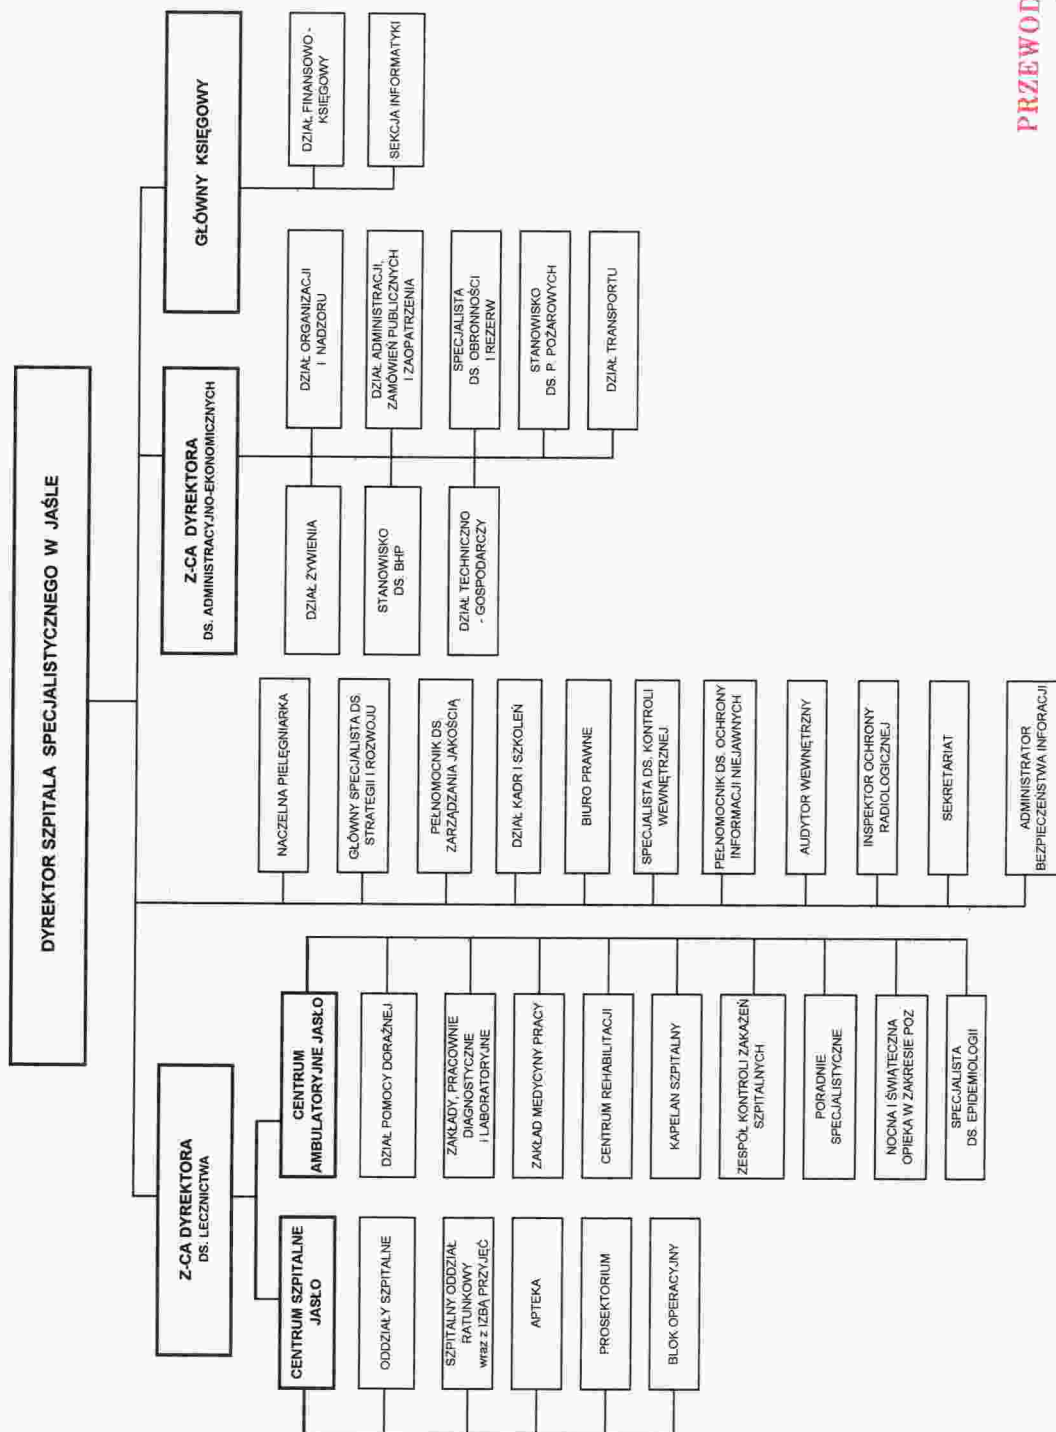 DYREKTOR SZPITALA SPECJALISTYCZNEGO W JAŚLE
Z-CA DYREKTORA
DS. LECZNICTWA
CENTRUM SZPITALNE
JASŁO
ODDZIAŁY SZPITALNE
SZPITALNY ODDZIAŁ
RATUNKOWY
wraz z IZBĄ PRZYJĘĆ
APTEKA
PROSEKTORIUM
BLOK OPERACYJNY
CENTRUM
AMBULATORYJNE JASŁO
DZIAŁ POMOCY DORAŹNEJ
ZAKŁADY, PRACOWNIE
DIAGNOSTYCZNE
I LABORATORYJNE
ZAKŁAD MEDYCYNY PRACY
CENTRUM REHABILITACJI
KAPELAN SZPITALNY
ZESPÓŁ KONTROLI ZAKAŻEŃ
SZPITALNYCH
PORADNIE
SPECJALISTYCZNE
NOCNA I ŚWIĄTECZNA
OPIEKA W ZAKRESIE POZ
SPECJALISTA
DS. EPIDEMIOLOGII
NACZELNA PIELĘGNIARKA
GŁÓWNY SPECJALISTA DS.
STRATEGII I ROZWOJU
PEŁNOMOCNIK DS.
ZARZĄDZANIA JAKOŚCIĄ
DZIAŁ KADR I SZKOLEŃ
BIURO PRAWNE
SPECJALISTA DS. KONTROLI
WEWNĘTRZNEJ
PEŁNOMOCNIK DS. OCHRONY
INFORMACJI NIEJAWNYCH
AUDYTOR WEWNĘTRZNY
INSPEKTOR OCHRONY
RADIOLOGICZNEJ
SEKRETARIAT
ADMINISTRATOR
BEZPIECZEŃSTWA INFORACJI
Z-CA DYREKTORA
DS. ADMINISTRACYJNO-EKONOMICZNYCH
DZIAŁ ŻYWIENIA
STANOWISKO
DS. BHP
DZIAŁ TECHNICZNO
- GOSPODARCZY
DZIAŁ ORGANIZACJI
I NADZORU
DZIAŁ ADMINISTRACJI,
ZAMÓWIEŃ PUBLICZNYCH
I ZAOPATRZENIA
SPECJALISTA
DS. OBRONNOŚCI
I REZERW
STANOWISKO
DS. P. POŻAROWYCH
DZIAŁ TRANSPORTU
GŁÓWNY KSIĘGOWY
DZIAŁ FINANSOWO -
KSIĘGOWY
SEKCJA INFORMATYKI
PRZEWOD